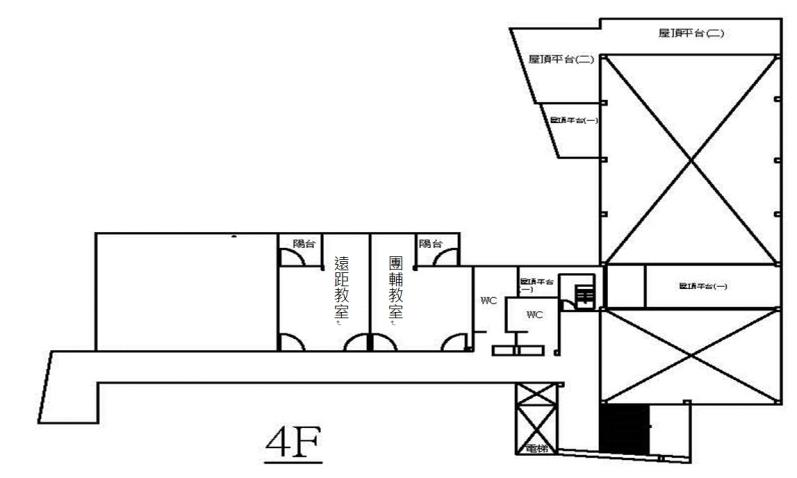 屋頂平台(二)
屋頂平台(二)
屋頂平台(一)
陽台
陽台
遠距教室
團輔教室
WC
屋頂平台
(一)
WC
屋頂平台(一)
電梯
4F